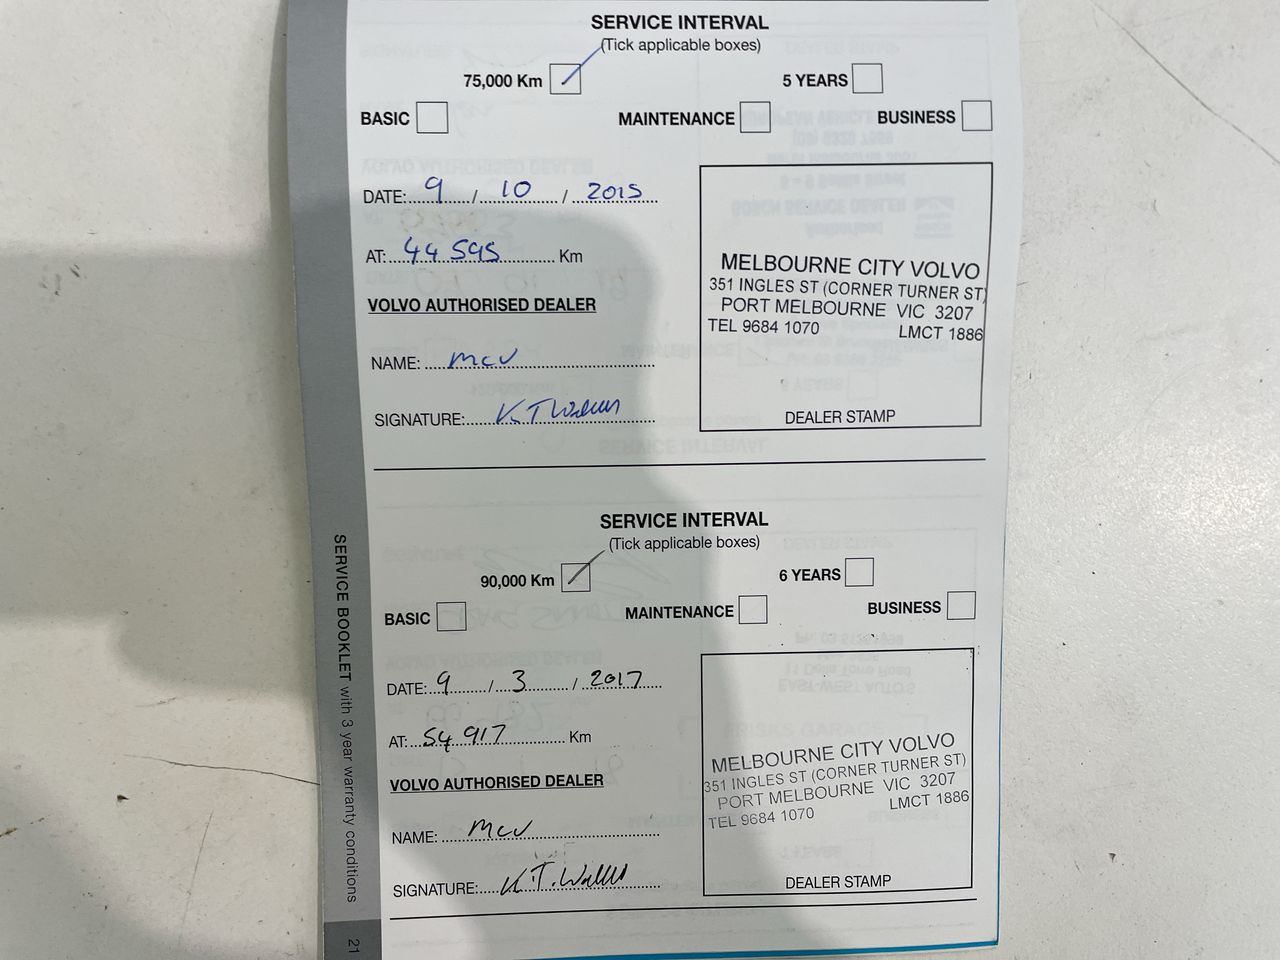 SERVICE INTERVAL
(Tick applicable boxes)
75,000 Km
5 YEARS
BASIC
MAINTENANCE
BUSINESS
DATE: 9 / 10 / 2015
AT: 44 595 Km
VOLVO AUTHORISED DEALER
NAME: MCV
SIGNATURE:
MELBOURNE CITY VOLVO
351 INGLES ST (CORNER TURNER ST)
PORT MELBOURNE VIC 3207
TEL 9684 1070 LMCT 1886
DEALER STAMP
SERVICE INTERVAL
(Tick applicable boxes)
90,000 Km
6 YEARS
BASIC
MAINTENANCE
BUSINESS
DATE: 9 / 3 / 2017
AT: 54 917 Km
VOLVO AUTHORISED DEALER
NAME: MCV
SIGNATURE:
MELBOURNE CITY VOLVO
351 INGLES ST (CORNER TURNER ST)
PORT MELBOURNE VIC 3207
TEL 9684 1070 LMCT 1886
DEALER STAMP
SERVICE BOOKLET with 3 year warranty conditions
21